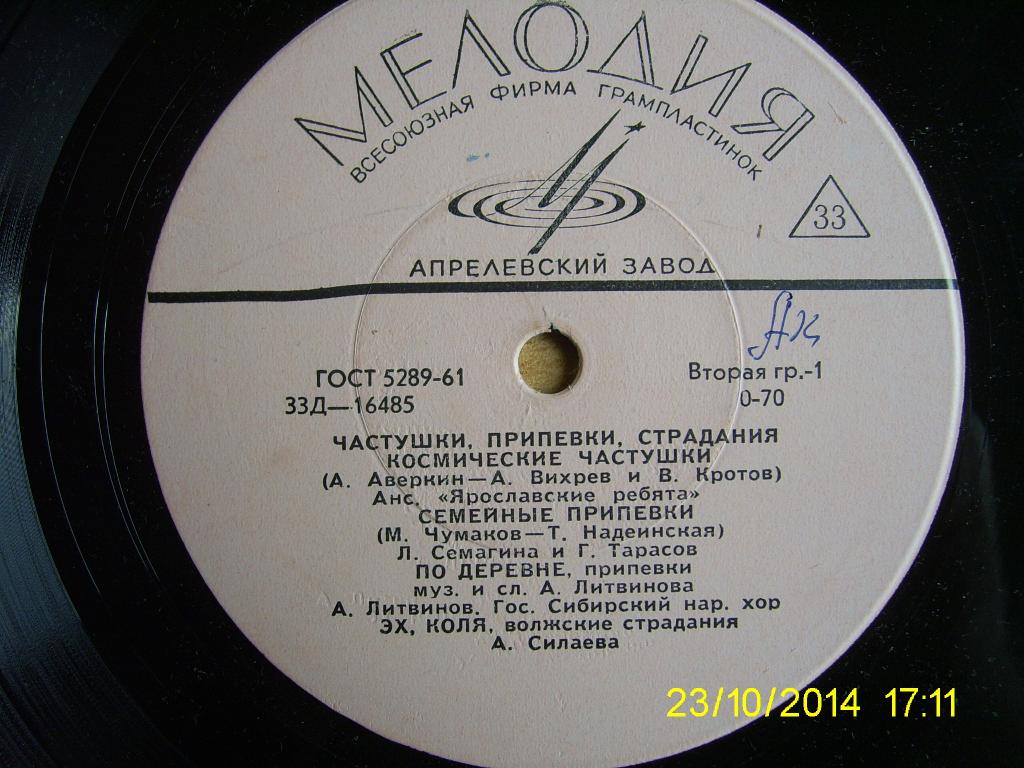 МЕЛОДИЯ
ВСЕСОЮЗНАЯ ФИРМА ГРАМПЛАСТИНОК
33
АПРЕЛЕВСКИЙ ЗАВОД
Ак
ГОСТ 5289-61
Вторая гр.-1
33Д—16485
0-70
ЧАСТУШКИ, ПРИПЕВКИ, СТРАДАНИЯ
КОСМИЧЕСКИЕ ЧАСТУШКИ
(А. Аверкин—А. Вихрев и В. Кротов)
Анс. «Ярославские ребята»
СЕМЕЙНЫЕ ПРИПЕВКИ
(М. Чумаков—Т. Надеинская)
Л. Семагина и Г. Тарасов
ПО ДЕРЕВНЕ, припевки
муз. и сл. А. Литвинова
А. Литвинов. Гос. Сибирский нар. хор
ЭХ, КОЛЯ, волжские страдания
А. Силаева
23/10/2014 17:11